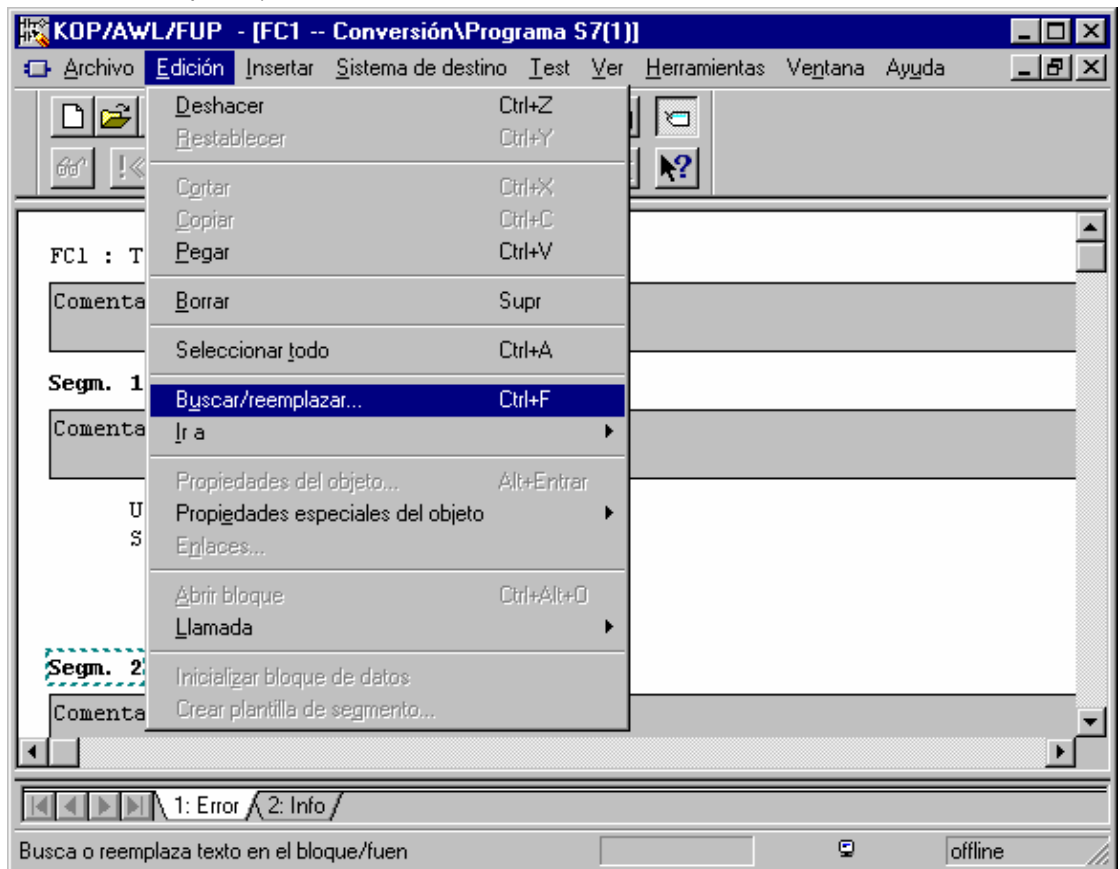 KOP/AWL/FUP - [FC1 -- Conversión\Programa S7(1)]
Archivo Edición Insertar Sistema de destino Test Ver Herramientas Ventana Ayuda
Deshacer Ctrl+Z
Restablecer Ctrl+Y
Cortar Ctrl+X
Copiar Ctrl+C
FC1 : T
Pegar Ctrl+V
Comenta
Borrar Supr
Seleccionar todo Ctrl+A
Segm. 1
Buscar/reemplazar... Ctrl+F
Comenta
Ir a
Propiedades del objeto... Alt+Entrar
U
Propiedades especiales del objeto
S
Enlaces...
Abrir bloque Ctrl+Alt+O
Llamada
Segm. 2
Inicializar bloque de datos
Comenta
Crear plantilla de segmento...
1: Error 2: Info
Busca o reemplaza texto en el bloque/fuen offline